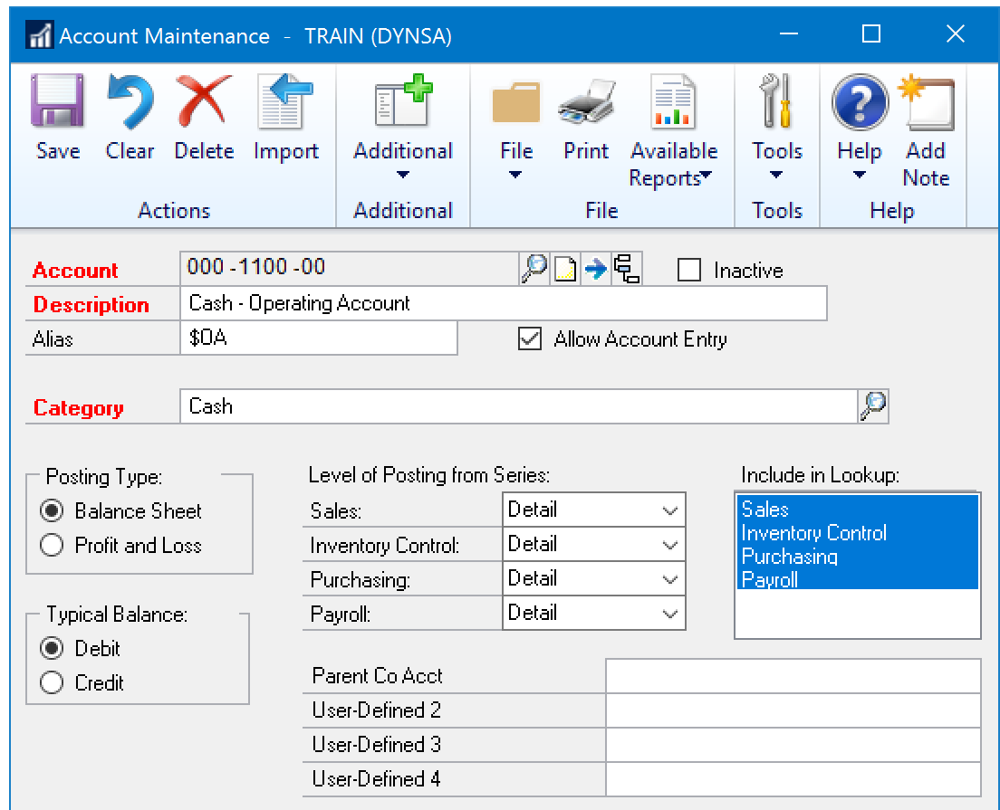 Account Maintenance - TRAIN (DYNSA)
Save Clear Delete Import Additional File Print Available Reports Tools Help Add Note
Actions Additional File Tools Help
Account 000 -1100 -00 Inactive
Description Cash - Operating Account
Alias $OA Allow Account Entry
Category Cash
Posting Type:
Balance Sheet
Profit and Loss
Typical Balance:
Debit
Credit
Level of Posting from Series:
Sales: Detail
Inventory Control: Detail
Purchasing: Detail
Payroll: Detail
Include in Lookup:
Sales
Inventory Control
Purchasing
Payroll
Parent Co Acct
User-Defined 2
User-Defined 3
User-Defined 4